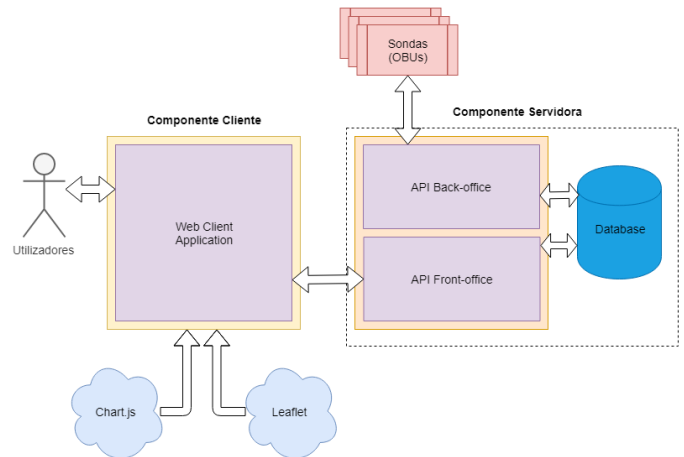 Sondas
(OBUs)
Componente Cliente
Componente Servidora
Utilizadores
Web Client
Application
API Back-office
API Front-office
Database
Chart.js
Leaflet